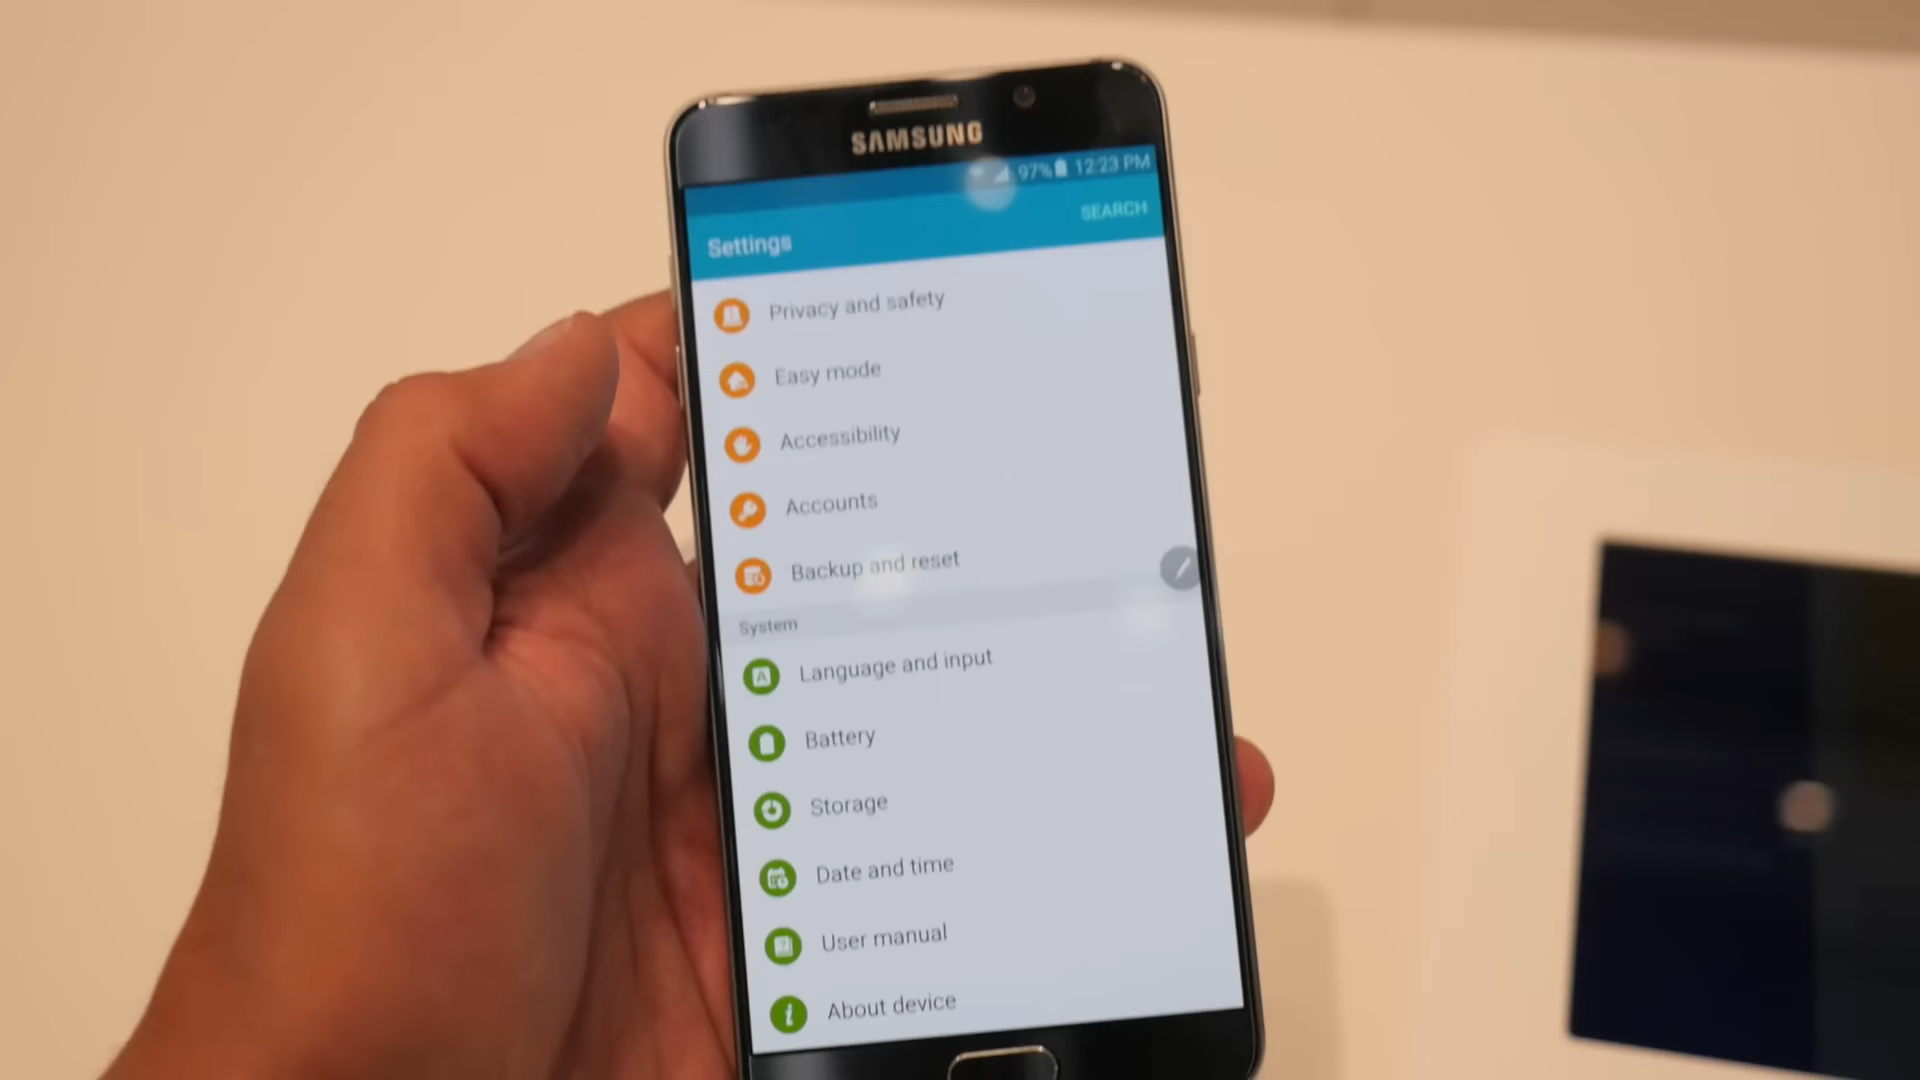 SAMSUNG
97% 12:23 PM
SEARCH
Settings
Privacy and safety
Easy mode
Accessibility
Accounts
Backup and reset
System
Language and input
Battery
Storage
Date and time
User manual
About device